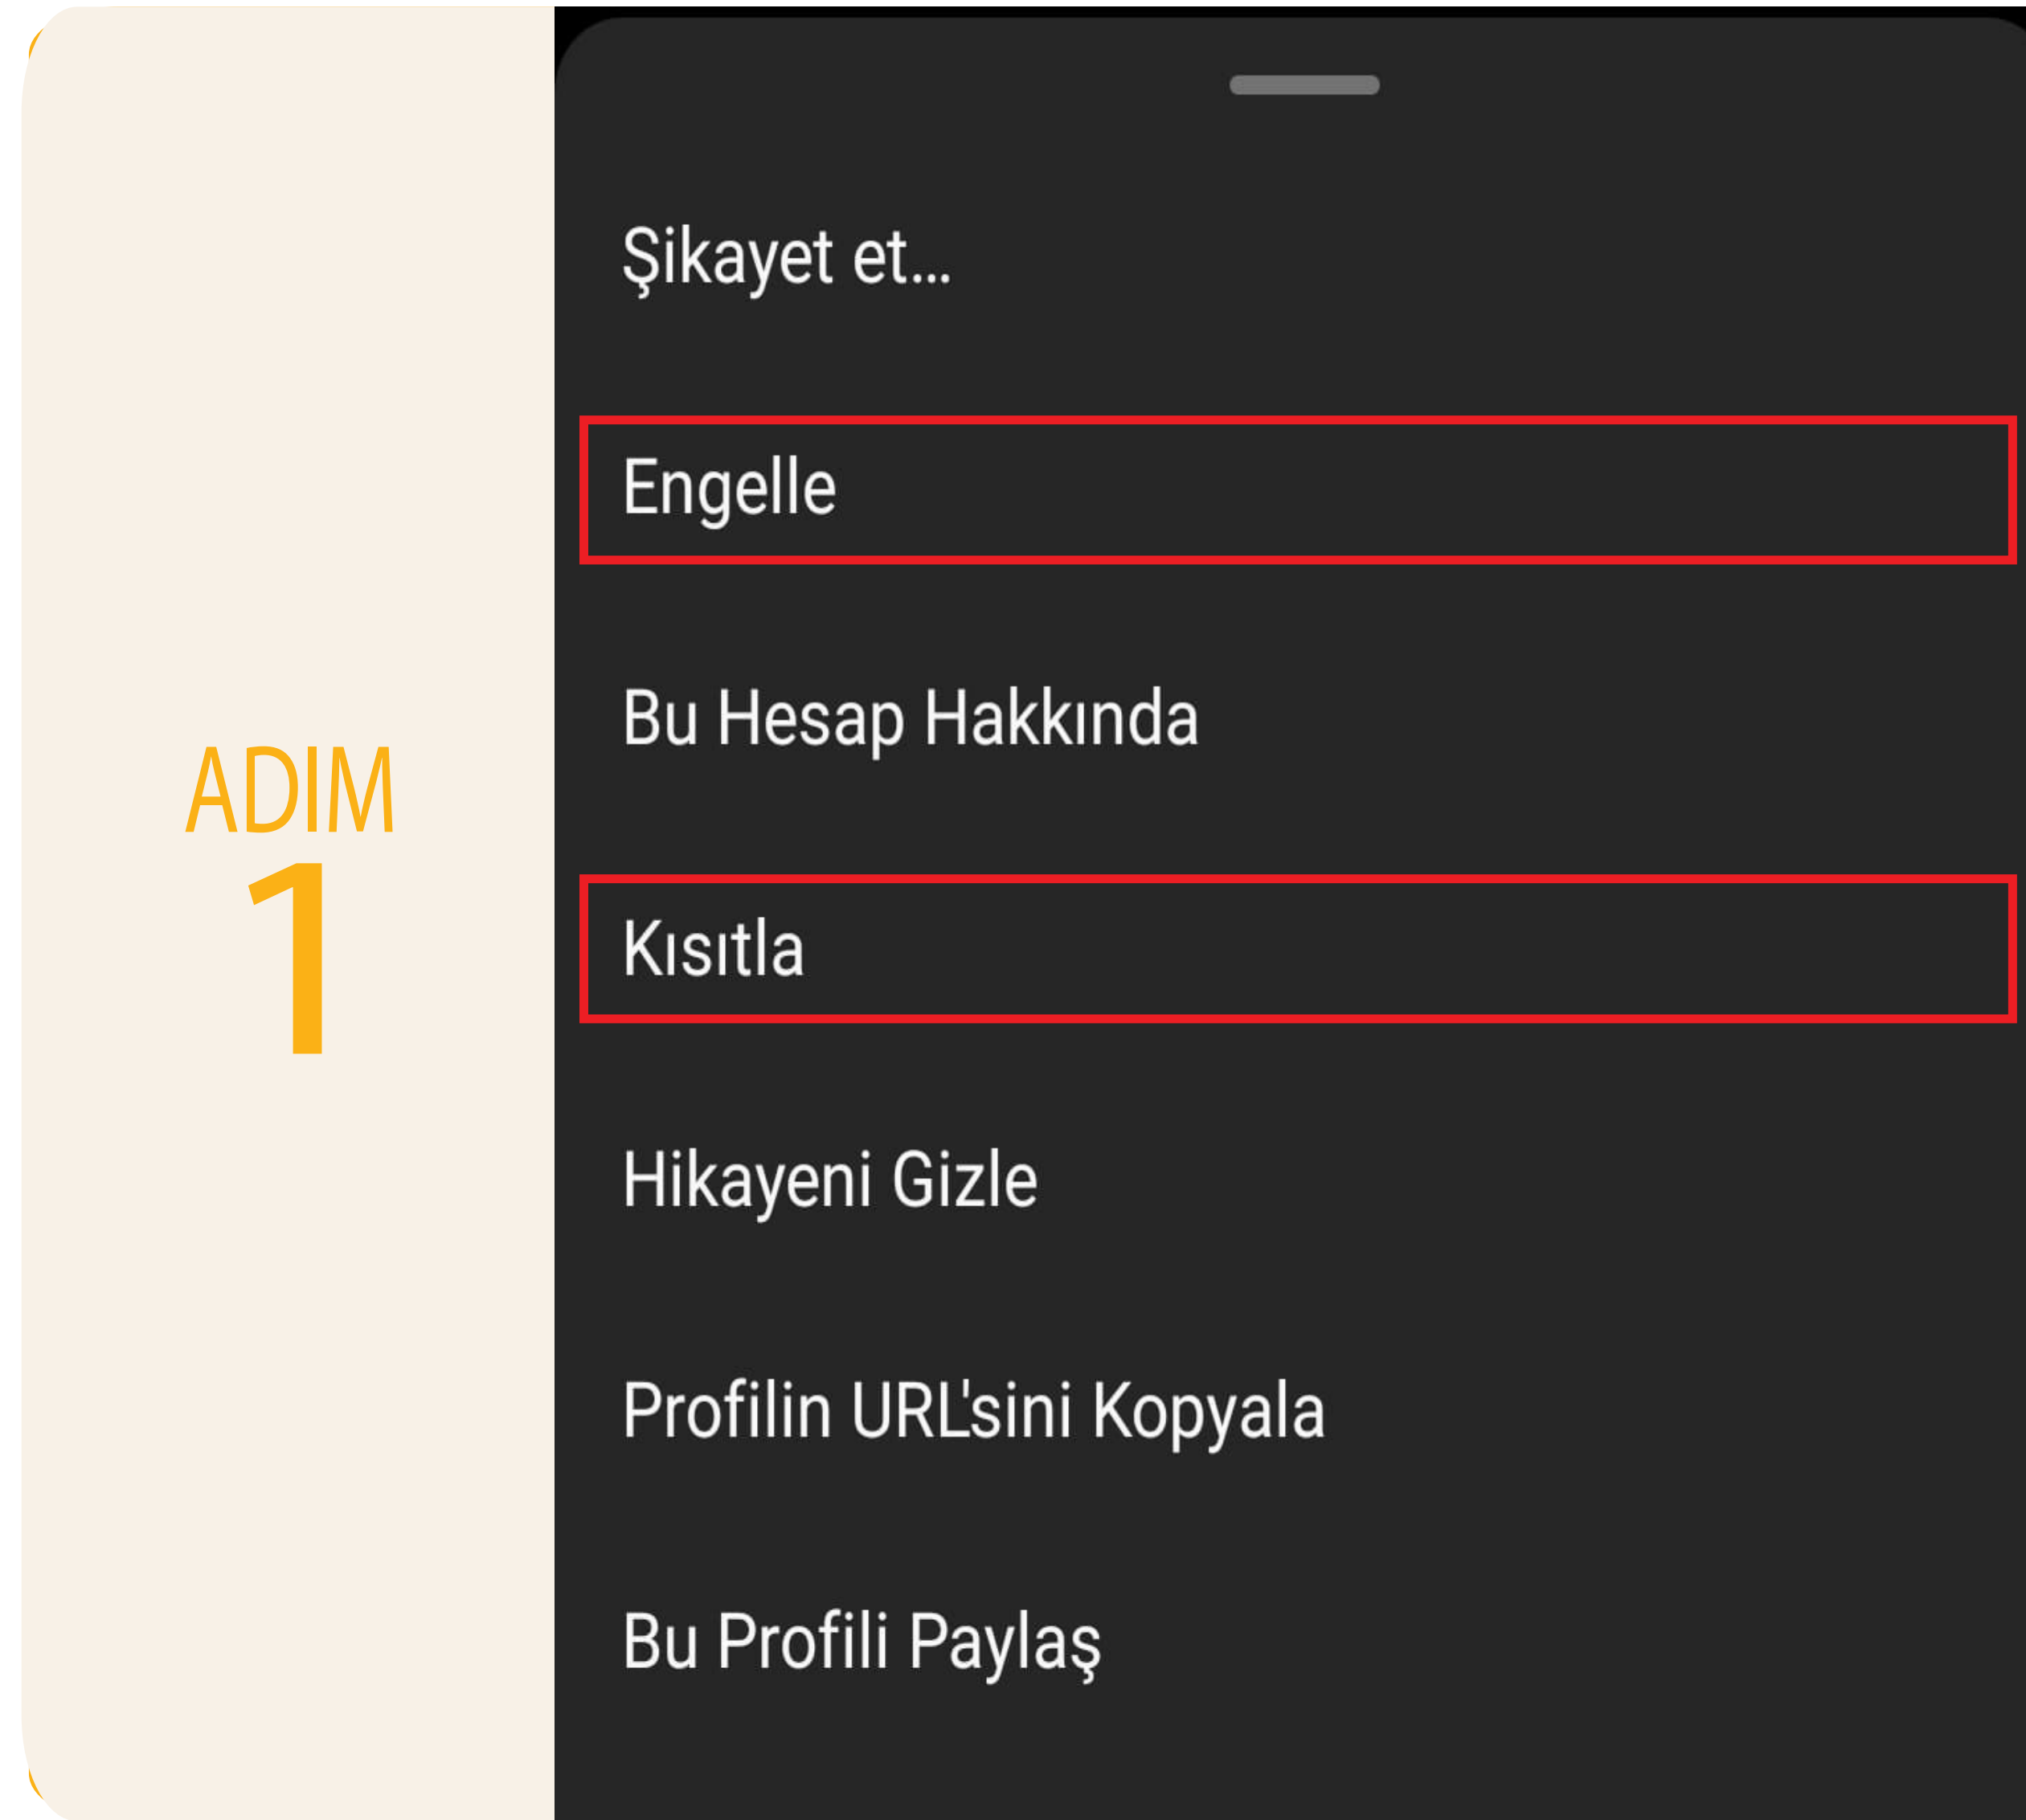 ADIM
1
Şikayet et...
Engelle
Bu Hesap Hakkında
Kısıtla
Hikayeni Gizle
Profilin URL'sini Kopyala
Bu Profili Paylaş